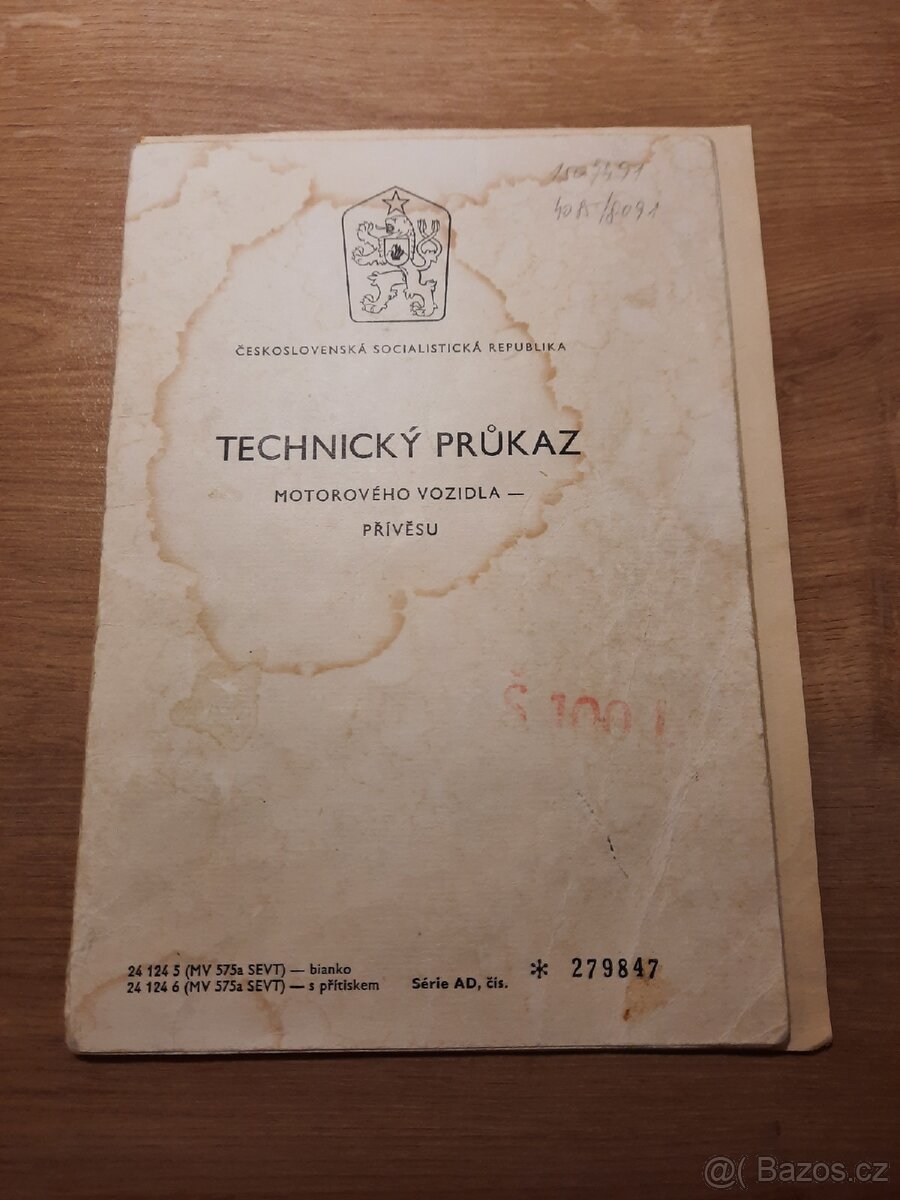 ČESKOSLOVENSKÁ SOCIALISTICKÁ REPUBLIKA
TECHNICKÝ PRŮKAZ
MOTOROVÉHO VOZIDLA —
PŘÍVĚSU
Š 100 L
24 124 5 (MV 575a SEVT) — bianko
24 124 6 (MV 575a SEVT) — s přítiskem
Série AD, čís. * 279847
@( Bazos.cz